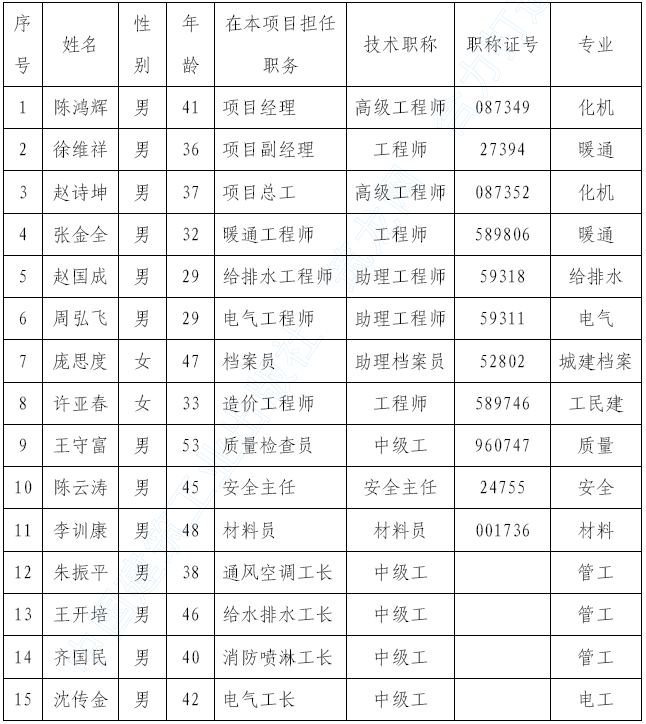 序号 姓名 性别 年龄 在本项目担任职务 技术职称 职称证号 专业
1 陈鸿辉 男 41 项目经理 高级工程师 087349 化机
2 徐维祥 男 36 项目副经理 工程师 27394 暖通
3 赵诗坤 男 37 项目总工 高级工程师 087352 化机
4 张金全 男 32 暖通工程师 工程师 589806 暖通
5 赵国成 男 29 给排水工程师 助理工程师 59318 给排水
6 周弘飞 男 29 电气工程师 助理工程师 59311 电气
7 庞思度 女 47 档案员 助理档案员 52802 城建档案
8 许亚春 女 33 造价工程师 工程师 589746 工民建
9 王守富 男 53 质量检查员 中级工 960747 质量
10 陈云涛 男 45 安全主任 安全主任 24755 安全
11 李训康 男 48 材料员 材料员 001736 材料
12 朱振平 男 38 通风空调工长 中级工 管工
13 王开培 男 46 给水排水工长 中级工 管工
14 齐国民 男 40 消防喷淋工长 中级工 管工
15 沈传金 男 42 电气工长 中级工 电工